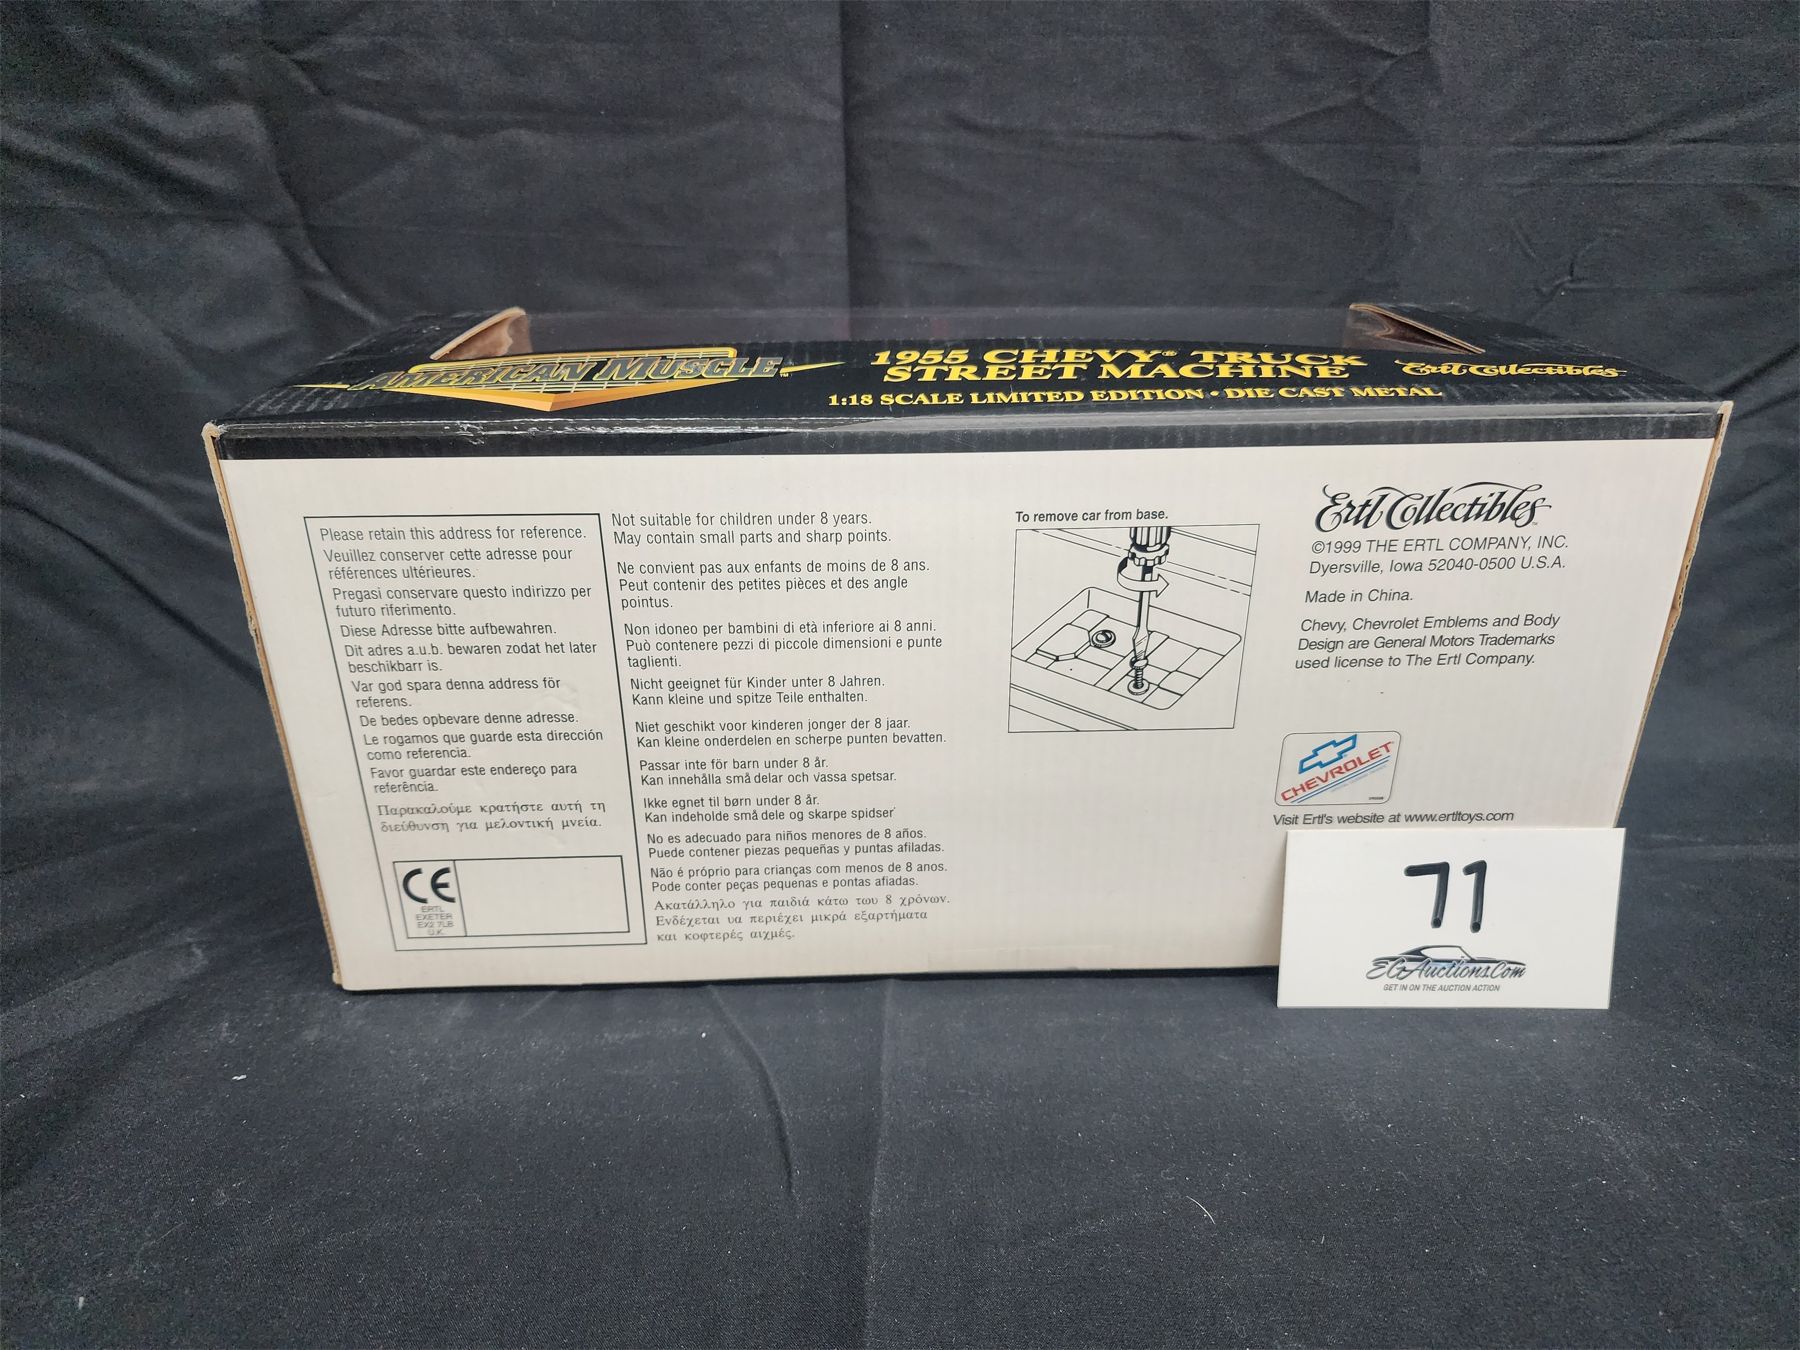 AMERICAN MUSCLE™
1955 CHEVY® TRUCK
STREET MACHINE
1:18 SCALE LIMITED EDITION • DIE CAST METAL
Ertl Collectibles
Please retain this address for reference.
Veuillez conserver cette adresse pour
références ultérieures.
Pregasi conservare questo indirizzo per
futuro riferimento.
Diese Adresse bitte aufbewahren.
Dit adres a.u.b. bewaren zodat het later
beschikbarr is.
Var god spara denna address för
referens.
De bedes opbevare denne adresse.
Le rogamos que guarde esta dirección
como referencia.
Favor guardar este endereço para
referência.
Παρακαλούμε κρατήστε αυτή τη
διεύθυνση για μελοντική μνεία.
CE
ERTL
EXETER
EX2 7LB
U.K.
Not suitable for children under 8 years.
May contain small parts and sharp points.
Ne convient pas aux enfants de moins de 8 ans.
Peut contenir des petites pièces et des angle
pointus.
Non idoneo per bambini di età inferiore ai 8 anni.
Può contenere pezzi di piccole dimensioni e punte
taglienti.
Nicht geeignet für Kinder unter 8 Jahren.
Kann kleine und spitze Teile enthalten.
Niet geschikt voor kinderen jonger der 8 jaar.
Kan kleine onderdelen en scherpe punten bevatten.
Passar inte för barn under 8 år.
Kan innehålla små delar och vassa spetsar.
Ikke egnet til børn under 8 år.
Kan indeholde små dele og skarpe spidser
No es adecuado para niños menores de 8 años.
Puede contener piezas pequeñas y puntas afiladas.
Não é próprio para crianças com menos de 8 anos.
Pode conter peças pequenas e pontas afiadas.
Ακατάλληλο για παιδιά κάτω του 8 χρόνων.
Ενδέχεται να περιέχει μικρά εξαρτήματα
και κοφτερές αιχμές.
To remove car from base.
Ertl Collectibles
©1999 THE ERTL COMPANY, INC.
Dyersville, Iowa 52040-0500 U.S.A.
Made in China.
Chevy, Chevrolet Emblems and Body
Design are General Motors Trademarks
used license to The Ertl Company.
CHEVROLET
Visit Ertl's website at www.ertltoys.com
71
EGAuctions.Com
GET IN ON THE AUCTION ACTION